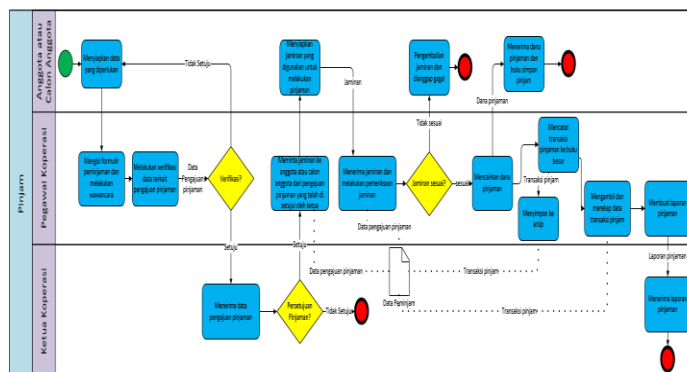 Pinjam
Anggota atau
Calon Anggota
Pegawai Koperasi
Ketua Koperasi
Menyiapkan data
yang diperlukan
Tidak Setuju
Menyiapkan
jaminan yang
digunakan untuk
melakukan
pinjaman
Jaminan
Pengembalian
jaminan dan
dianggap gagal
Menerima dana
pinjaman dan
buku simpan
pinjam
Dana pinjaman
Tidak sesuai
Mengisi formulir
peminjaman dan
melakukan
wawancara
Melakukan verifikasi
data terkait
pengajuan pinjaman
Data
Pengajuan
pinjaman
Verifikasi?
Meminta jaminan ke
anggota atau calon
anggota dari pengajuan
pinjaman yang telah di
setujui oleh ketua
Menerima jaminan dan
melakukan pemeriksaan
jaminan
Jaminan sesuai?
sesuai
Mencairkan dana
pinjaman
Mencatat
transaksi
pinjaman ke buku
besar
Transaksi pinjam
Menyimpan ke
arsip
Mengambil dan
merekap data
transaksi pinjam
Membuat laporan
pinjaman
Setuju
Setuju
Data pengajuan pinjaman
Data pengajuan pinjaman
Transaksi pinjam
Data Peminjam
Transaksi pinjam
Laporan pinjaman
Menerima data
pengajuan pinjaman
Persetujuan
Pinjaman?
Tidak Setuju
Menerima laporan
pinjaman